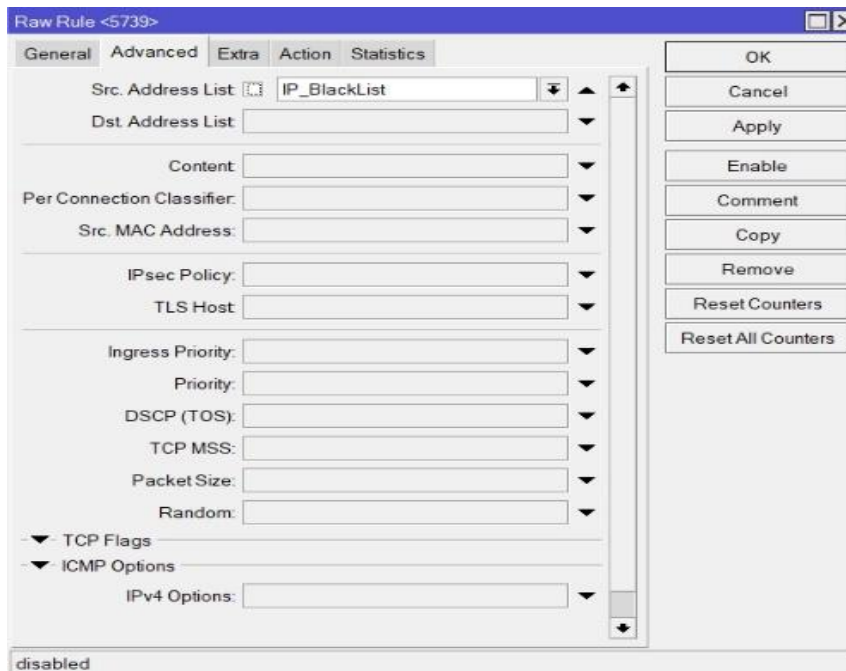 Raw Rule <5739>
General Advanced Extra Action Statistics
Src. Address List: IP_BlackList
Dst. Address List:
Content:
Per Connection Classifier:
Src. MAC Address:
IPsec Policy:
TLS Host:
Ingress Priority:
Priority:
DSCP (TOS):
TCP MSS:
Packet Size:
Random:
TCP Flags
ICMP Options
IPv4 Options:
OK
Cancel
Apply
Enable
Comment
Copy
Remove
Reset Counters
Reset All Counters
disabled